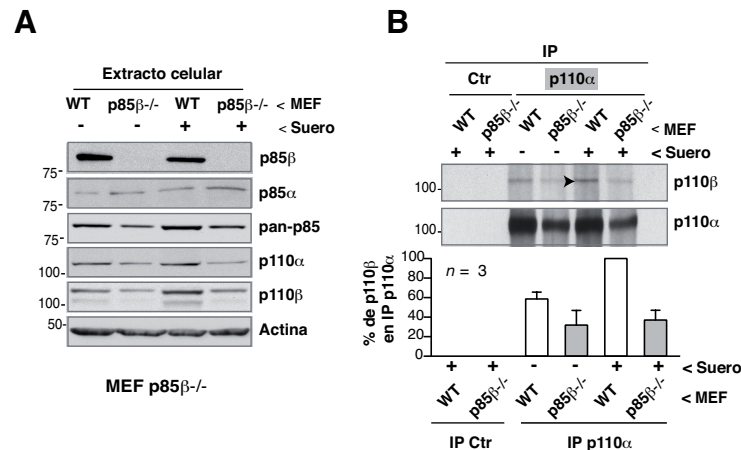 A
Extracto celular
WT p85β-/- WT p85β-/- < MEF
- - + + < Suero
p85β
75-
p85α
75-
pan-p85
75-
p110α
100-
p110β
100-
50-
Actina
MEF p85β-/-
B
IP
Ctr p110α
WT p85β-/- WT p85β-/- WT p85β-/- < MEF
+ + - - + + < Suero
p110β
100-
p110α
100-
% de p110β
en IP p110α
100
80
60
40
20
0
n = 3
+ + - - + + < Suero
WT p85β-/- WT p85β-/- WT p85β-/- < MEF
IP Ctr IP p110α